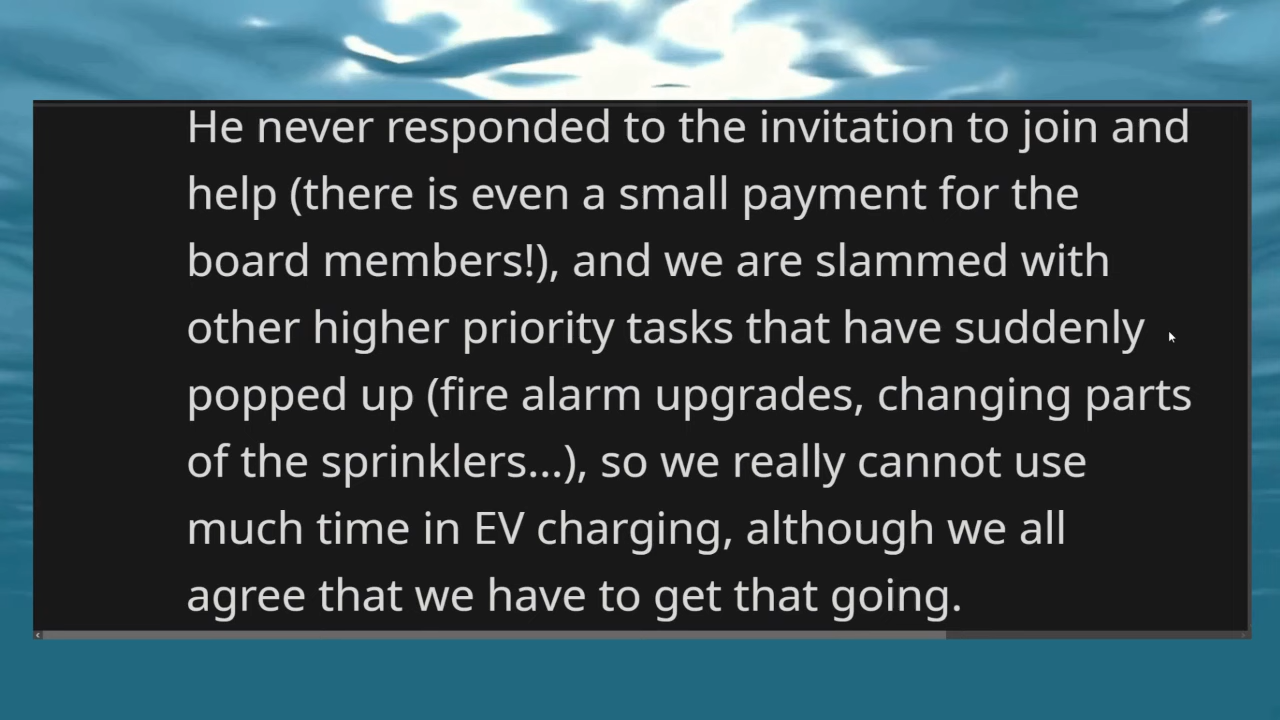 He never responded to the invitation to join and
help (there is even a small payment for the
board members!), and we are slammed with
other higher priority tasks that have suddenly
popped up (fire alarm upgrades, changing parts
of the sprinklers...), so we really cannot use
much time in EV charging, although we all
agree that we have to get that going.